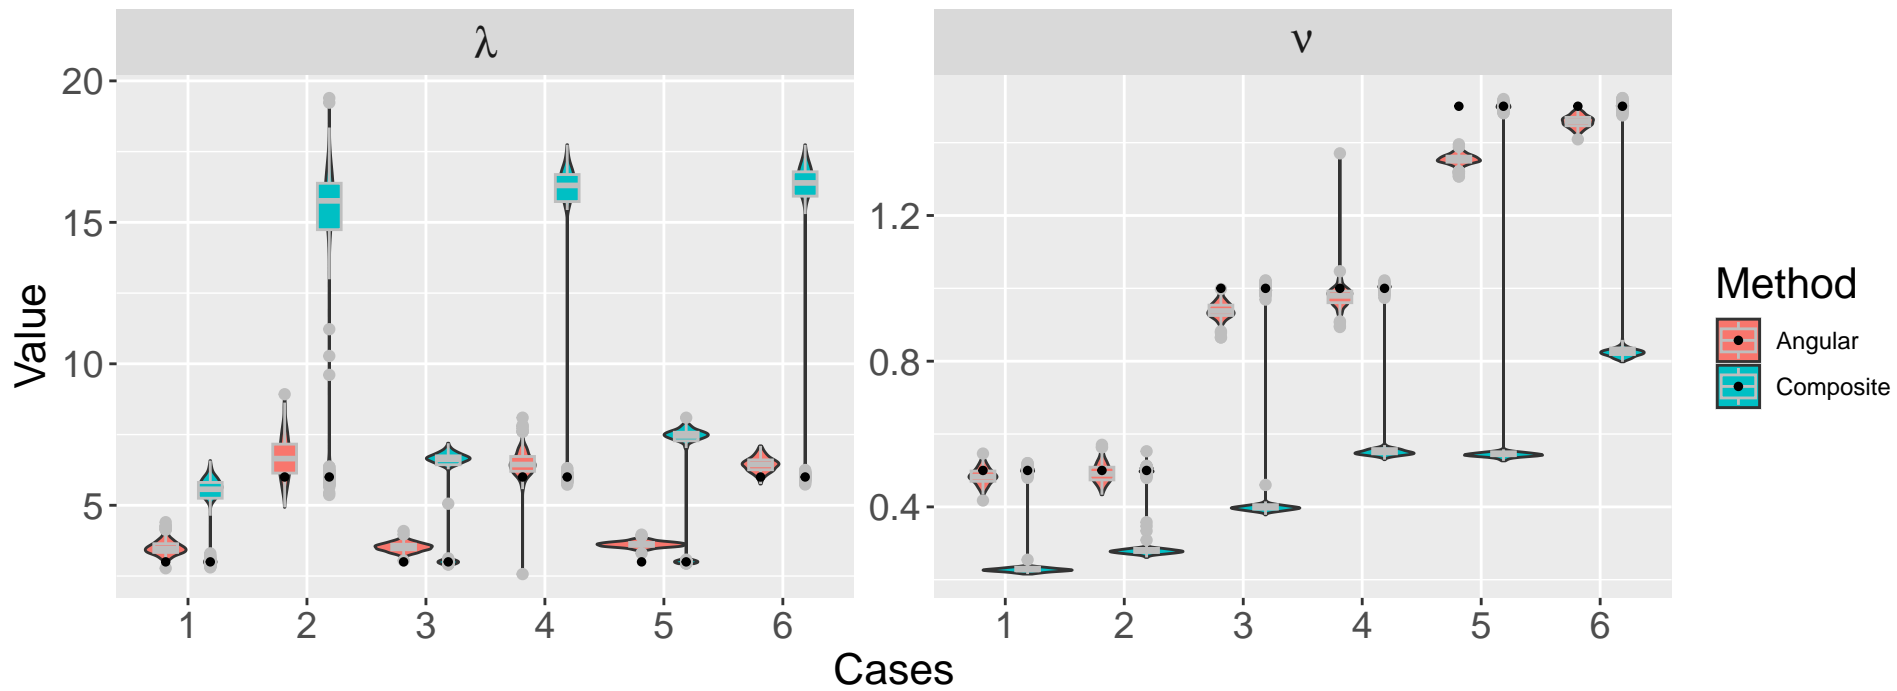 λ
ν
20
15
10
5
1.2
0.8
0.4
Value
1 2 3 4 5 6
1 2 3 4 5 6
Cases
Method
Angular
Composite